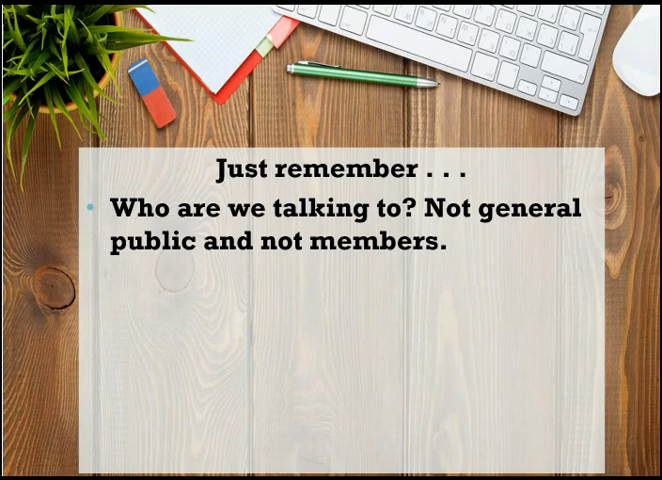 Just remember . . .
• Who are we talking to? Not general
public and not members.